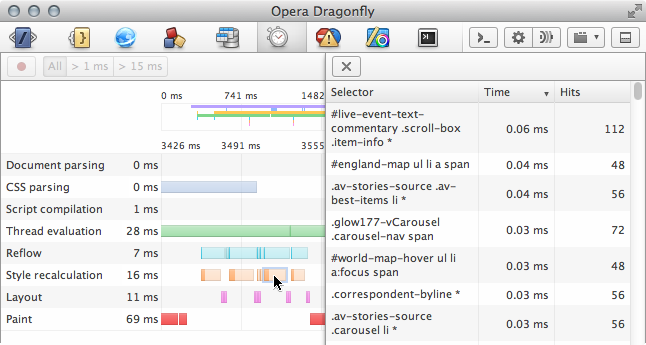 Opera Dragonfly
All > 1 ms > 15 ms
0 ms 741 ms 1482
3426 ms 3491 ms 3555
Document parsing 0 ms
CSS parsing 0 ms
Script compilation 1 ms
Thread evaluation 28 ms
Reflow 7 ms
Style recalculation 16 ms
Layout 11 ms
Paint 69 ms
Selector Time Hits
#live-event-text-
commentary .scroll-box
.item-info * 0.06 ms 112
#england-map ul li a span 0.04 ms 48
.av-stories-source .av-
best-items li * 0.04 ms 56
.glow177-vCarousel
.carousel-nav span 0.03 ms 72
#world-map-hover ul li
a:focus span 0.03 ms 48
.correspondent-byline * 0.03 ms 56
.av-stories-source
.carousel li * 0.03 ms 56